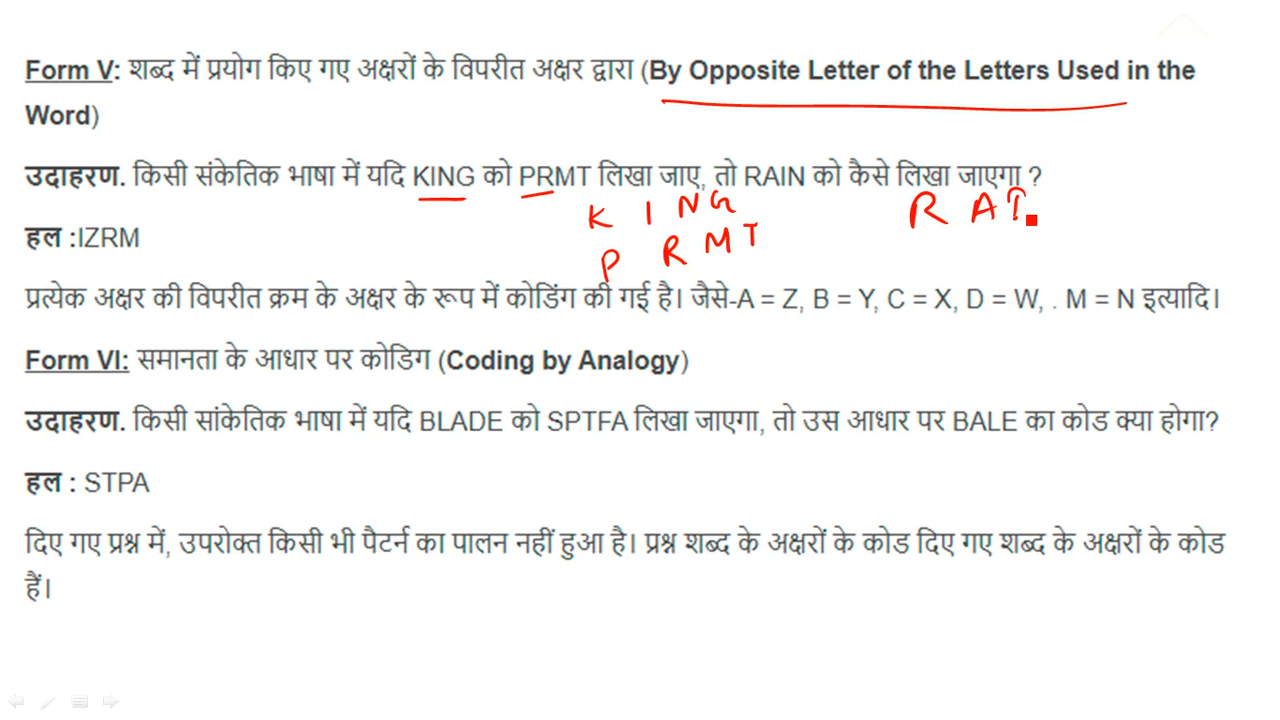 Form V: शब्द में प्रयोग किए गए अक्षरों के विपरीत अक्षर द्वारा (By Opposite Letter of the Letters Used in the
Word)
उदाहरण. किसी संकेतिक भाषा में यदि KING को PRMT लिखा जाए, तो RAIN को कैसे लिखा जाएगा ?
K I N G
R A I
P R M T
हल :IZRM
प्रत्येक अक्षर की विपरीत क्रम के अक्षर के रूप में कोडिंग की गई है। जैसे-A = Z, B = Y, C = X, D = W, . M = N इत्यादि।
Form VI: समानता के आधार पर कोडिग (Coding by Analogy)
उदाहरण. किसी सांकेतिक भाषा में यदि BLADE को SPTFA लिखा जाएगा, तो उस आधार पर BALE का कोड क्या होगा?
हल : STPA
दिए गए प्रश्न में, उपरोक्त किसी भी पैटर्न का पालन नहीं हुआ है। प्रश्न शब्द के अक्षरों के कोड दिए गए शब्द के अक्षरों के कोड
हैं।